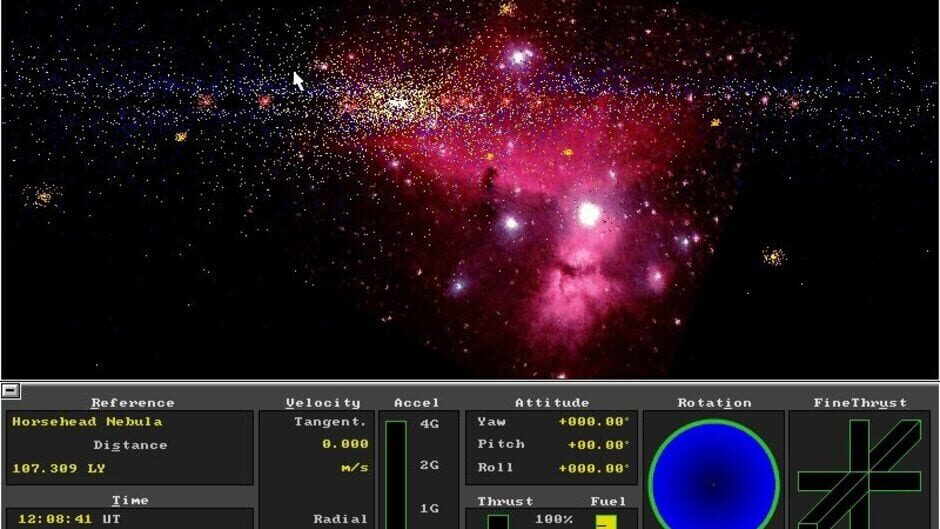 Reference
Velocity
Accel
Attitude
Rotation
FineThrust
Horsehead Nebula
Distance
107.309 LY
Time
12:08:41 UT
Tangent.
0.000
m/s
Radial
4G
2G
1G
Yaw +000.00°
Pitch +00.00°
Roll +000.00°
Thrust Fuel
100%